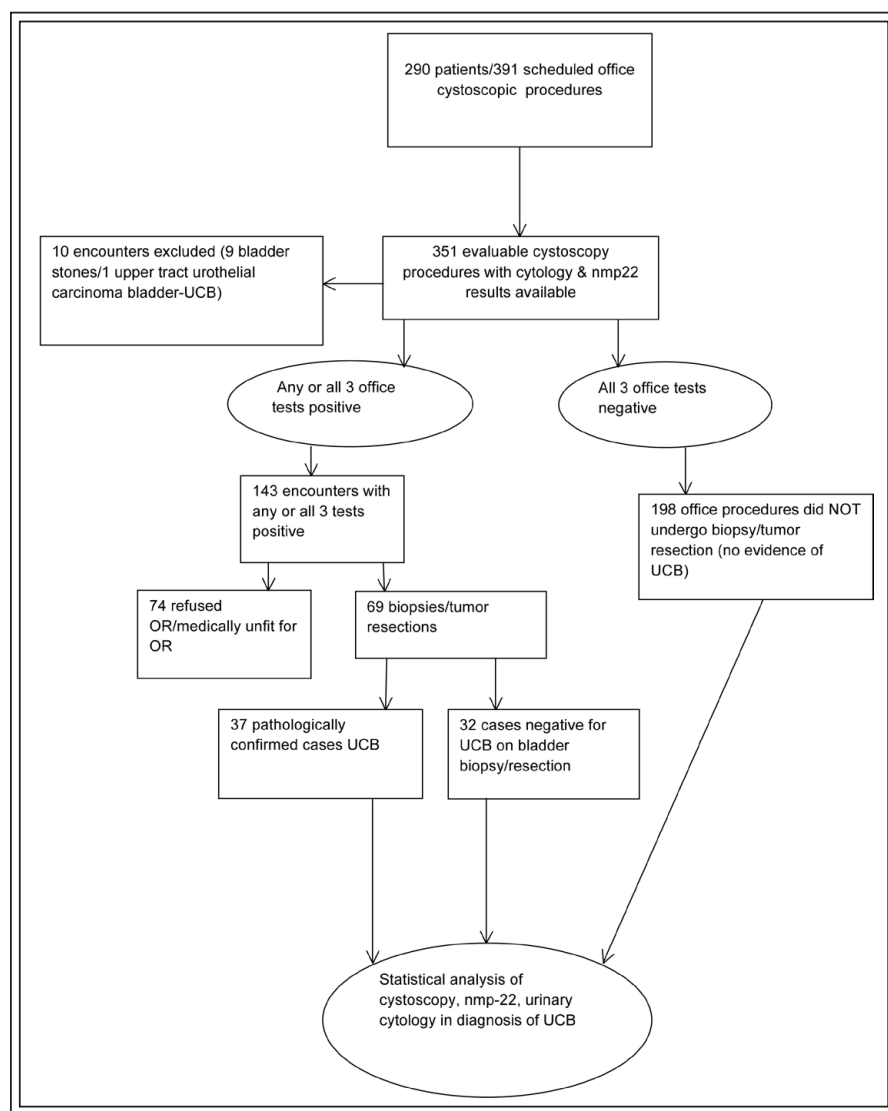 290 patients/391 scheduled office
cystoscopic procedures
10 encounters excluded (9 bladder
stones/1 upper tract urothelial
carcinoma bladder-UCB)
351 evaluable cystoscopy
procedures with cytology & nmp22
results available
Any or all 3 office
tests positive
All 3 office tests
negative
143 encounters with
any or all 3 tests
positive
198 office procedures did NOT
undergo biopsy/tumor
resection (no evidence of
UCB)
74 refused
OR/medically unfit for
OR
69 biopsies/tumor
resections
37 pathologically
confirmed cases UCB
32 cases negative for
UCB on bladder
biopsy/resection
Statistical analysis of
cystoscopy, nmp-22, urinary
cytology in diagnosis of UCB